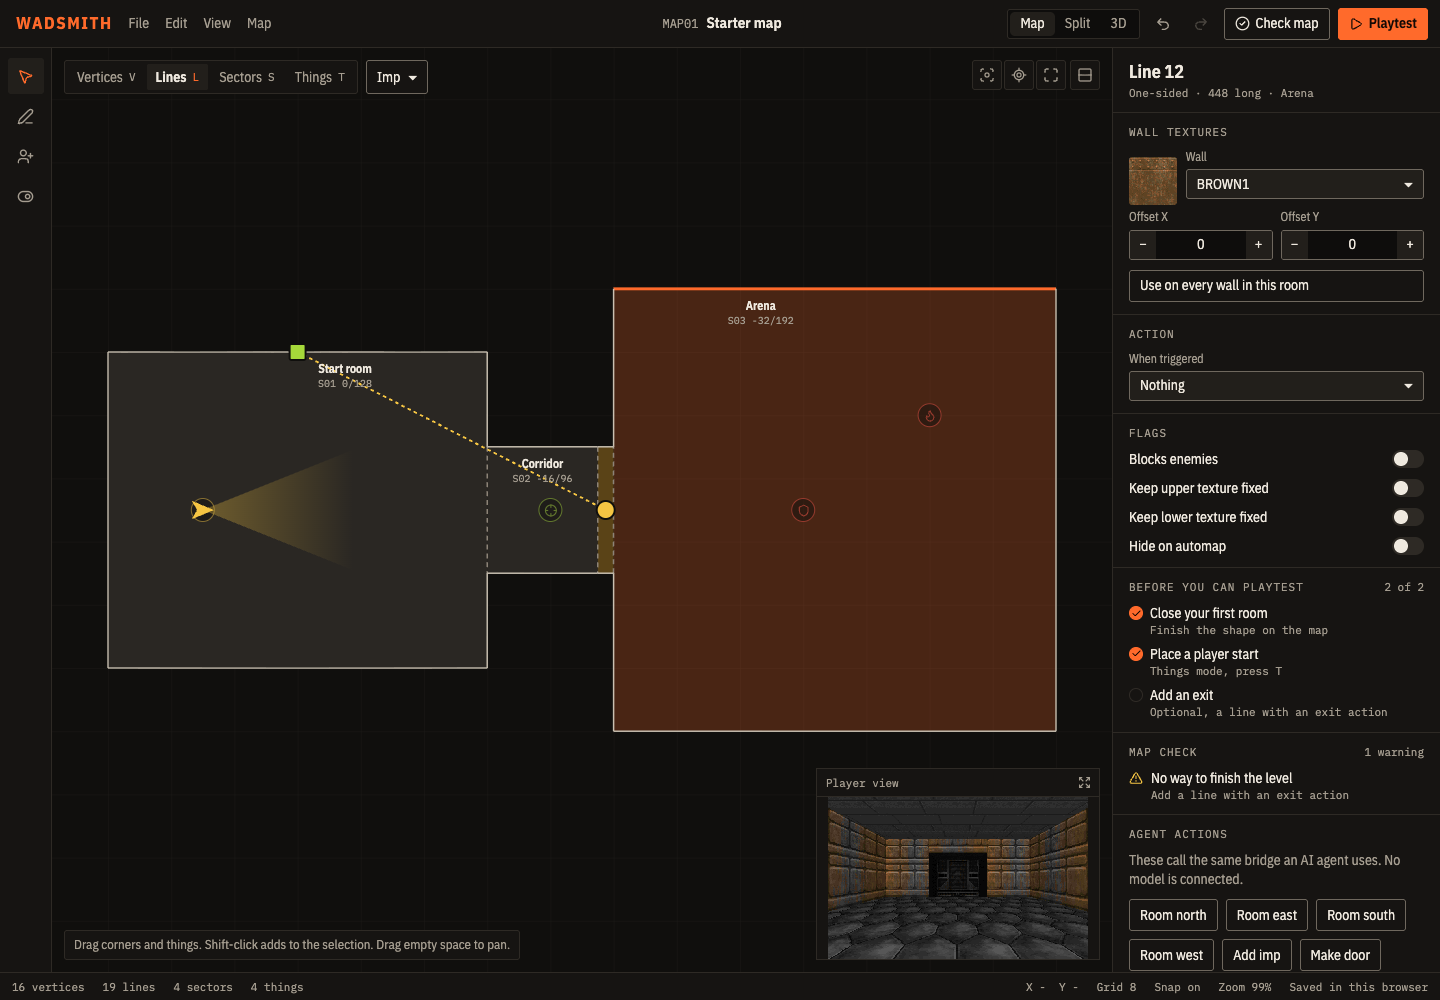 WADSMITH File Edit View Map
MAP01 Starter map
Map Split 3D
Check map
Playtest
Vertices V Lines L Sectors S Things T
Imp
Arena
S03 -32/192
Start room
S01 0/128
Corridor
S02 -16/96
Player view
Drag corners and things. Shift-click adds to the selection. Drag empty space to pan.
Line 12
One-sided · 448 long · Arena
WALL TEXTURES
Wall
BROWN1
Offset X Offset Y
− 0 + − 0 +
Use on every wall in this room
ACTION
When triggered
Nothing
FLAGS
Blocks enemies
Keep upper texture fixed
Keep lower texture fixed
Hide on automap
BEFORE YOU CAN PLAYTEST 2 of 2
Close your first room
Finish the shape on the map
Place a player start
Things mode, press T
Add an exit
Optional, a line with an exit action
MAP CHECK 1 warning
No way to finish the level
Add a line with an exit action
AGENT ACTIONS
These call the same bridge an AI agent uses. No
model is connected.
Room north Room east Room south
Room west Add imp Make door
16 vertices 19 lines 4 sectors 4 things
X - Y - Grid 8 Snap on Zoom 99% Saved in this browser